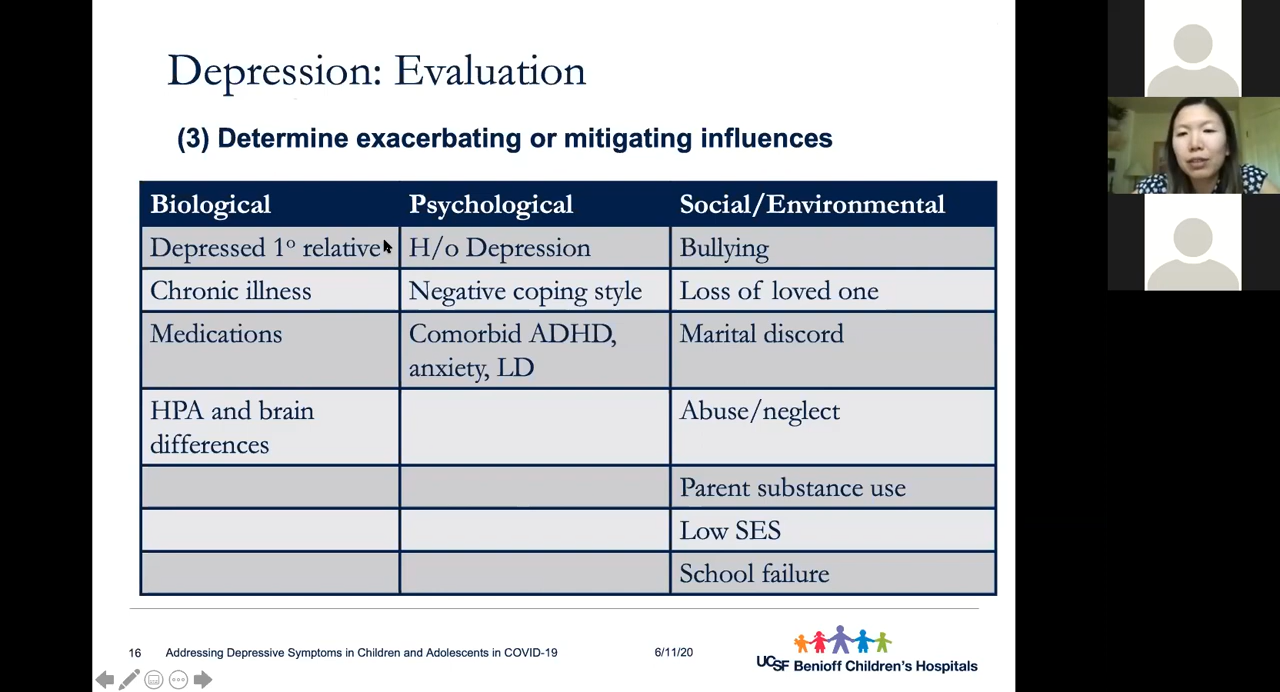 Depression: Evaluation
(3) Determine exacerbating or mitigating influences
Biological Psychological Social/Environmental
Depressed 1º relative H/o Depression Bullying
Chronic illness Negative coping style Loss of loved one
Medications Comorbid ADHD, Marital discord
anxiety, LD
HPA and brain Abuse/neglect
differences
Parent substance use
Low SES
School failure
16 Addressing Depressive Symptoms in Children and Adolescents in COVID-19 6/11/20
UCSF Benioff Children's Hospitals